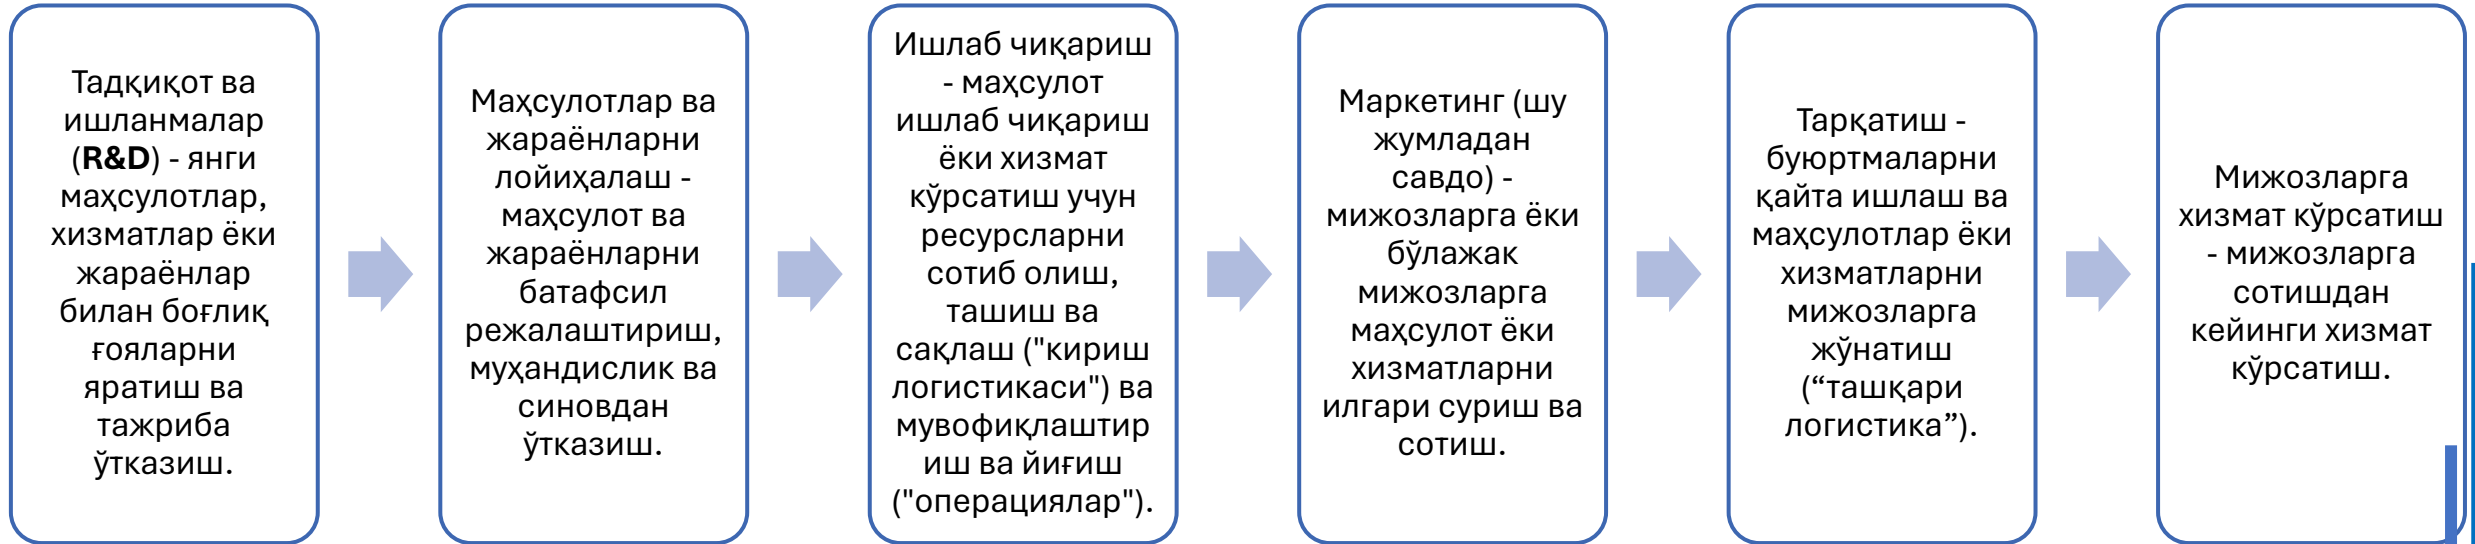 Тадқиқот ва
ишланмалар
(R&D) - янги
маҳсулотлар,
хизматлар ёки
жараёнлар
билан боғлиқ
ғояларни
яратиш ва
тажриба
ўтказиш.
Маҳсулотлар ва
жараёнларни
лойиҳалаш -
маҳсулот ва
жараёнларни
батафсил
режалаштириш,
муҳандислик ва
синовдан
ўтказиш.
Ишлаб чиқариш
- маҳсулот
ишлаб чиқариш
ёки хизмат
кўрсатиш учун
ресурсларни
сотиб олиш,
ташиш ва
сақлаш ("кириш
логистикаси") ва
мувофиқлаштир
иш ва йиғиш
("операциялар").
Маркетинг (шу
жумладан
савдо) -
мижозларга ёки
бўлажак
мижозларга
маҳсулот ёки
хизматларни
илгари суриш ва
сотиш.
Тарқатиш -
буюртмаларни
қайта ишлаш ва
маҳсулотлар ёки
хизматларни
мижозларга
жўнатиш
(“ташқари
логистика”).
Мижозларга
хизмат кўрсатиш
- мижозларга
сотишдан
кейинги хизмат
кўрсатиш.